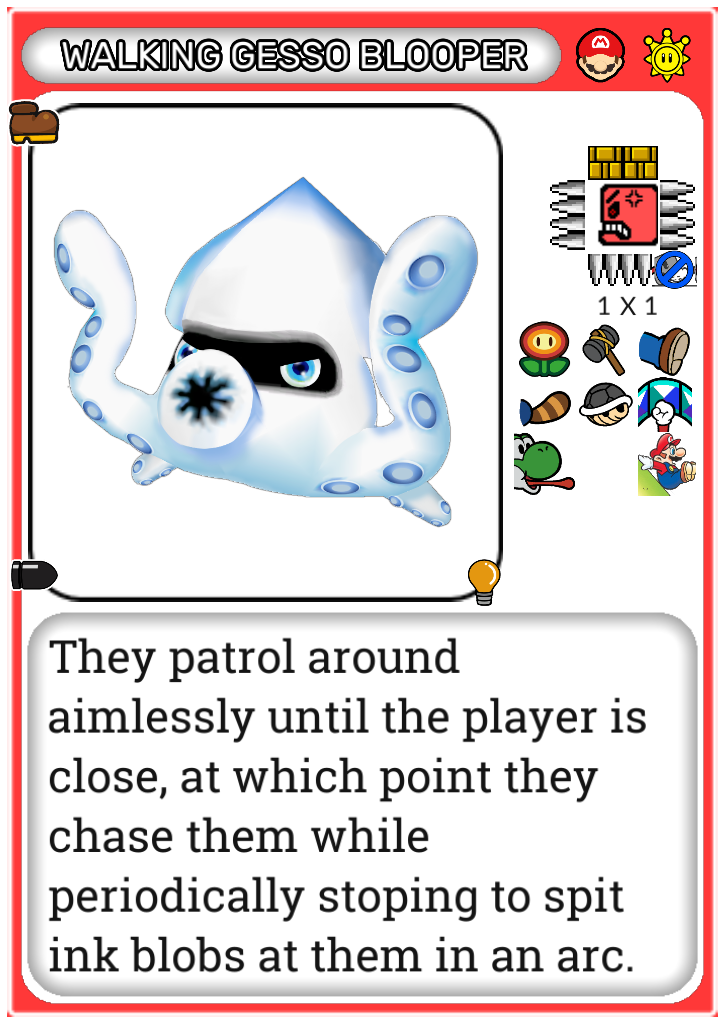 WALKING GESSO BLOOPER
1 X 1
They patrol around
aimlessly until the player is
close, at which point they
chase them while
periodically stoping to spit
ink blobs at them in an arc.